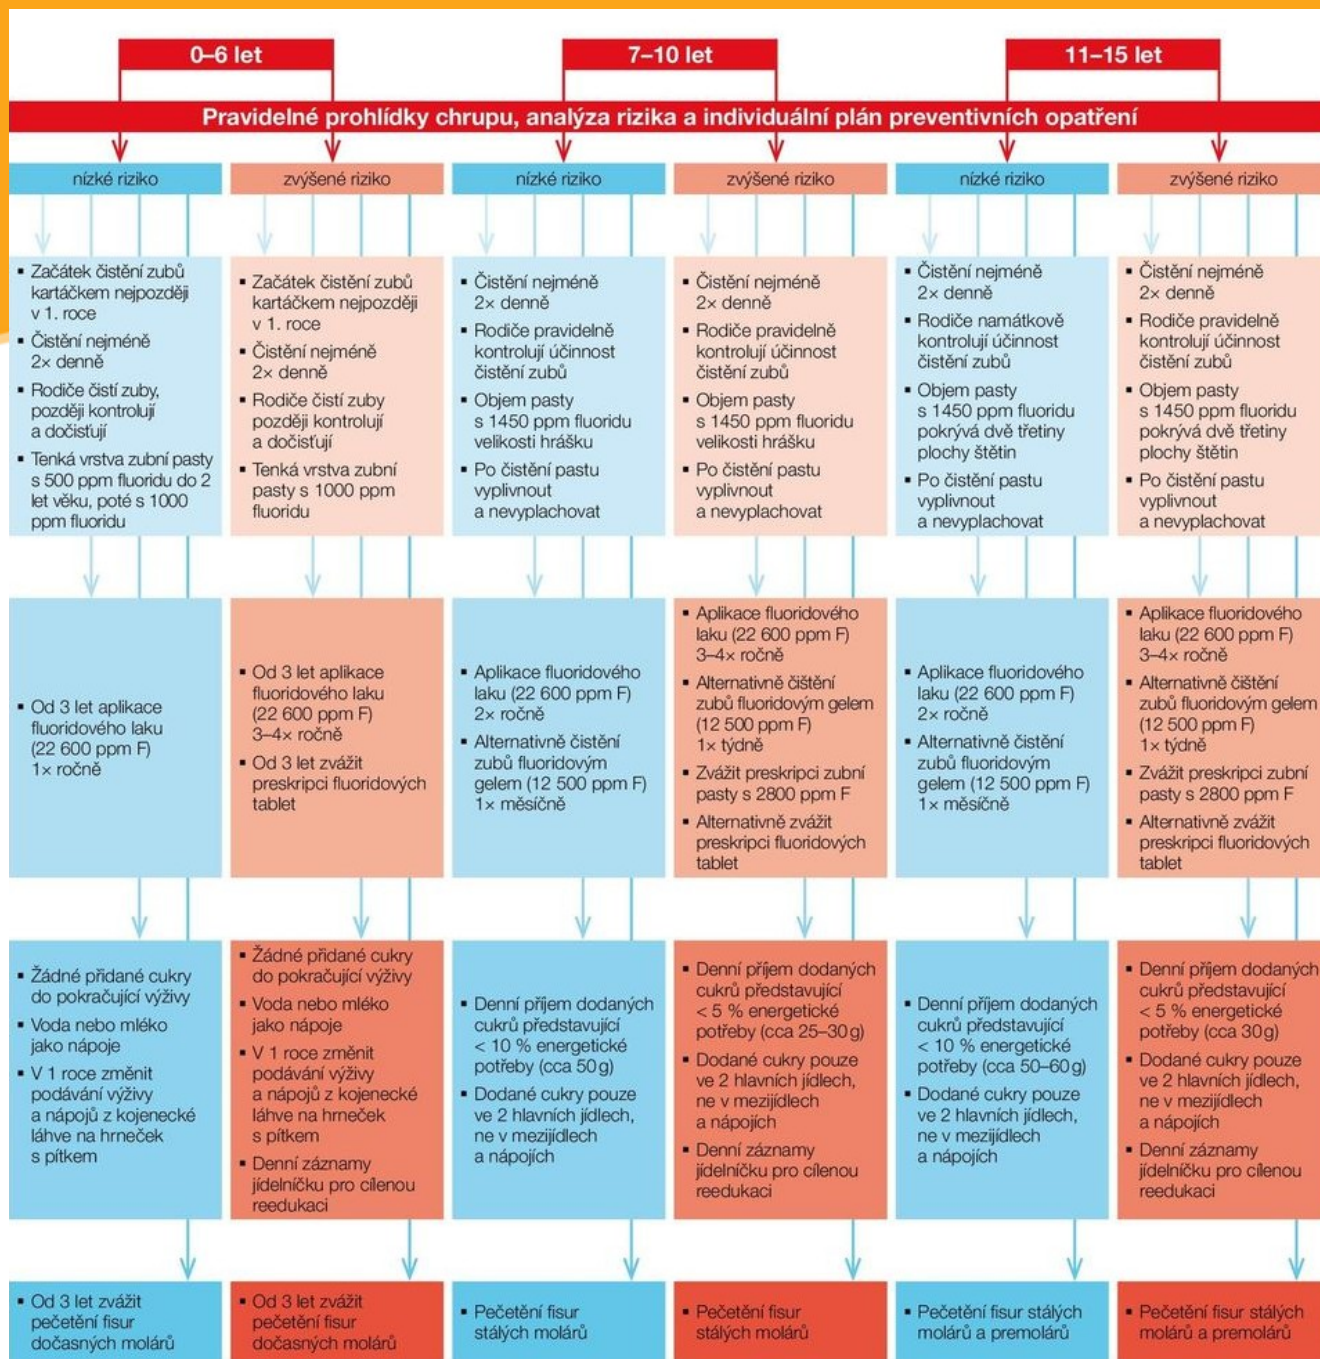 0–6 let
7–10 let
11–15 let
Pravidelné prohlídky chrupu, analýza rizika a individuální plán preventivních opatření
nízké riziko
zvýšené riziko
nízké riziko
zvýšené riziko
nízké riziko
zvýšené riziko
▪ Začátek čistění zubů
kartáčkem nejpozději
v 1. roce
▪ Čistění nejméně
2× denně
▪ Rodiče čistí zuby,
později kontrolují
a dočisťují
▪ Tenká vrstva zubní pasty
s 500 ppm fluoridu do 2
let věku, poté s 1000
ppm fluoridu
▪ Začátek čistění zubů
kartáčkem nejpozději
v 1. roce
▪ Čistění nejméně
2× denně
▪ Rodiče čistí zuby
později kontrolují
a dočisťují
▪ Tenká vrstva zubní
pasty s 1000 ppm
fluoridu
▪ Čistění nejméně
2× denně
▪ Rodiče pravidelně
kontrolují účinnost
čistění zubů
▪ Objem pasty
s 1450 ppm fluoridu
velikosti hrášku
▪ Po čistění pastu
vyplivnout
a nevyplachovat
▪ Čistění nejméně
2× denně
▪ Rodiče pravidelně
kontrolují účinnost
čistění zubů
▪ Objem pasty
s 1450 ppm fluoridu
velikosti hrášku
▪ Po čistění pastu
vyplivnout
a nevyplachovat
▪ Čistění nejméně
2× denně
▪ Rodiče namátkově
kontrolují účinnost
čistění zubů
▪ Objem pasty
s 1450 ppm fluoridu
pokrývá dvě třetiny
plochy štětin
▪ Po čistění pastu
vyplivnout
a nevyplachovat
▪ Čistění nejméně
2× denně
▪ Rodiče pravidelně
kontrolují účinnost
čistění zubů
▪ Objem pasty
s 1450 ppm fluoridu
pokrývá dvě třetiny
plochy štětin
▪ Po čistění pastu
vyplivnout
a nevyplachovat
▪ Od 3 let aplikace
fluoridového laku
(22 600 ppm F)
1× ročně
▪ Od 3 let aplikace
fluoridového laku
(22 600 ppm F)
3–4× ročně
▪ Od 3 let zvážit
preskripci fluoridových
tablet
▪ Aplikace fluoridového
laku (22 600 ppm F)
2× ročně
▪ Alternativně čistění
zubů fluoridovým
gelem (12 500 ppm F)
1× měsíčně
▪ Aplikace fluoridového
laku (22 600 ppm F)
3–4× ročně
▪ Alternativně čištění
zubů fluoridovým gelem
(12 500 ppm F)
1× týdně
▪ Zvážit preskripci zubní
pasty s 2800 ppm F
▪ Alternativně zvážit
preskripci fluoridových
tablet
▪ Aplikace fluoridového
laku (22 600 ppm F)
2× ročně
▪ Alternativně čistění
zubů fluoridovým
gelem (12 500 ppm F)
1× měsíčně
▪ Aplikace fluoridového
laku (22 600 ppm F)
3–4× ročně
▪ Alternativně čištění
zubů fluoridovým gelem
(12 500 ppm F)
1× týdně
▪ Zvážit preskripci zubní
pasty s 2800 ppm F
▪ Alternativně zvážit
preskripci fluoridových
tablet
▪ Žádné přidané cukry
do pokračující výživy
▪ Voda nebo mléko
jako nápoje
▪ V 1 roce změnit
podávání výživy
a nápojů z kojenecké
láhve na hrneček
s pítkem
▪ Žádné přidané cukry
do pokračující výživy
▪ Voda nebo mléko
jako nápoje
▪ V 1 roce změnit
podávání výživy
a nápojů z kojenecké
láhve na hrneček
s pítkem
▪ Denní záznamy
jídelníčku pro cílenou
reedukaci
▪ Denní příjem dodaných
cukrů představující
< 10 % energetické
potřeby (cca 50 g)
▪ Dodané cukry pouze
ve 2 hlavních jídlech,
ne v mezijídlech
a nápojích
▪ Denní příjem dodaných
cukrů představující
< 5 % energetické
potřeby (cca 25–30 g)
▪ Dodané cukry pouze
ve 2 hlavních jídlech,
ne v mezijídlech
a nápojích
▪ Denní záznamy
jídelníčku pro cílenou
reedukaci
▪ Denní příjem dodaných
cukrů představující
< 10 % energetické
potřeby (cca 50–60 g)
▪ Dodané cukry pouze
ve 2 hlavních jídlech,
ne v mezijídlech
a nápojích
▪ Denní příjem dodaných
cukrů představující
< 5 % energetické
potřeby (cca 30 g)
▪ Dodané cukry pouze
ve 2 hlavních jídlech,
ne v mezijídlech
a nápojích
▪ Denní záznamy
jídelníčku pro cílenou
reedukaci
▪ Od 3 let zvážit
pečetění fisur
dočasných molárů
▪ Od 3 let zvážit
pečetění fisur
dočasných molárů
▪ Pečetění fisur
stálých molárů
▪ Pečetění fisur
stálých molárů
▪ Pečetění fisur stálých
molárů a premolárů
▪ Pečetění fisur stálých
molárů a premolárů